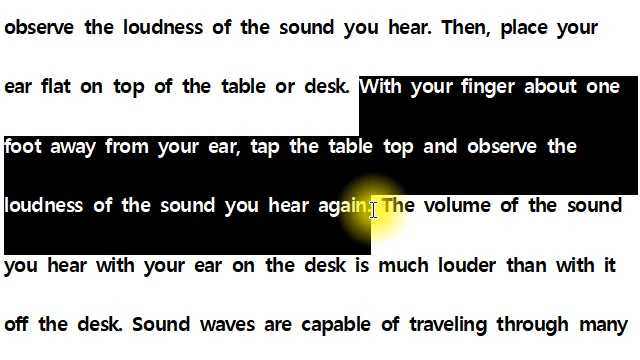 observe the loudness of the sound you hear. Then, place your
ear flat on top of the table or desk. With your finger about one
foot away from your ear, tap the table top and observe the
loudness of the sound you hear again. The volume of the sound
you hear with your ear on the desk is much louder than with it
off the desk. Sound waves are capable of traveling through many